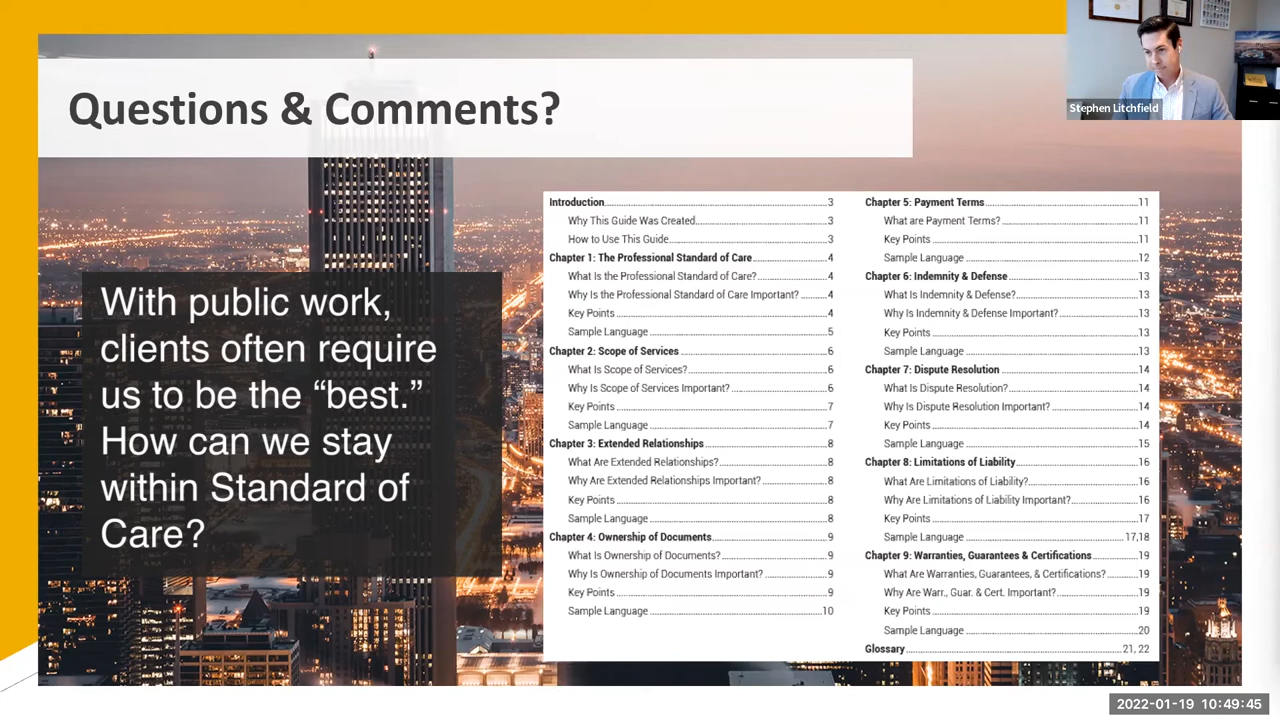 Questions & Comments?
Stephen Litchfield
With public work,
clients often require
us to be the “best.”
How can we stay
within Standard of
Care?
Introduction 3
Why This Guide Was Created 3
How to Use This Guide 3
Chapter 1: The Professional Standard of Care 4
What Is the Professional Standard of Care? 4
Why Is the Professional Standard of Care Important? 4
Key Points 4
Sample Language 5
Chapter 2: Scope of Services 6
What Is Scope of Services? 6
Why Is Scope of Services Important? 6
Key Points 7
Sample Language 7
Chapter 3: Extended Relationships 8
What Are Extended Relationships? 8
Why Are Extended Relationships Important? 8
Key Points 8
Sample Language 8
Chapter 4: Ownership of Documents 9
What Is Ownership of Documents? 9
Why Is Ownership of Documents Important? 9
Key Points 9
Sample Language 10
Chapter 5: Payment Terms 11
What are Payment Terms? 11
Key Points 11
Sample Language 12
Chapter 6: Indemnity & Defense 13
What Is Indemnity & Defense? 13
Why Is Indemnity & Defense Important? 13
Key Points 13
Sample Language 13
Chapter 7: Dispute Resolution 14
What Is Dispute Resolution? 14
Why Is Dispute Resolution Important? 14
Key Points 14
Sample Language 15
Chapter 8: Limitations of Liability 16
What Are Limitations of Liability? 16
Why Are Limitations of Liability Important? 16
Key Points 17
Sample Language 17,18
Chapter 9: Warranties, Guarantees & Certifications 19
What Are Warranties, Guarantees, & Certifications? 19
Why Are Warr., Guar. & Cert. Important? 19
Key Points 19
Sample Language 20
Glossary 21, 22
2022-01-19 10:49:45